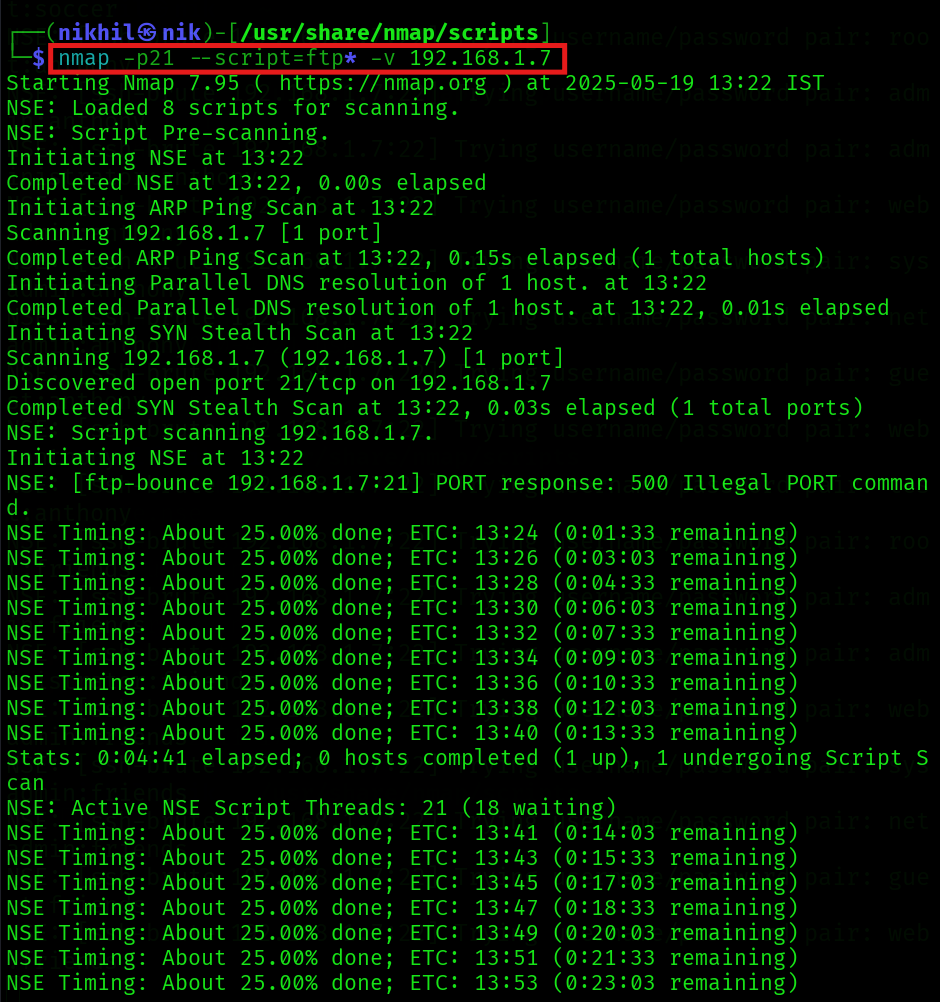 t:soccer
┌──(nikhil㉿nik)-[/usr/share/nmap/scripts]
└─$ nmap -p21 --script=ftp* -v 192.168.1.7
Starting Nmap 7.95 ( https://nmap.org ) at 2025-05-19 13:22 IST
NSE: Loaded 8 scripts for scanning.
NSE: Script Pre-scanning.
Initiating NSE at 13:22
Completed NSE at 13:22, 0.00s elapsed
Initiating ARP Ping Scan at 13:22
Scanning 192.168.1.7 [1 port]
Completed ARP Ping Scan at 13:22, 0.15s elapsed (1 total hosts)
Initiating Parallel DNS resolution of 1 host. at 13:22
Completed Parallel DNS resolution of 1 host. at 13:22, 0.01s elapsed
Initiating SYN Stealth Scan at 13:22
Scanning 192.168.1.7 (192.168.1.7) [1 port]
Discovered open port 21/tcp on 192.168.1.7
Completed SYN Stealth Scan at 13:22, 0.03s elapsed (1 total ports)
NSE: Script scanning 192.168.1.7.
Initiating NSE at 13:22
NSE: [ftp-bounce 192.168.1.7:21] PORT response: 500 Illegal PORT comman
d.
NSE Timing: About 25.00% done; ETC: 13:24 (0:01:33 remaining)
NSE Timing: About 25.00% done; ETC: 13:26 (0:03:03 remaining)
NSE Timing: About 25.00% done; ETC: 13:28 (0:04:33 remaining)
NSE Timing: About 25.00% done; ETC: 13:30 (0:06:03 remaining)
NSE Timing: About 25.00% done; ETC: 13:32 (0:07:33 remaining)
NSE Timing: About 25.00% done; ETC: 13:34 (0:09:03 remaining)
NSE Timing: About 25.00% done; ETC: 13:36 (0:10:33 remaining)
NSE Timing: About 25.00% done; ETC: 13:38 (0:12:03 remaining)
NSE Timing: About 25.00% done; ETC: 13:40 (0:13:33 remaining)
Stats: 0:04:41 elapsed; 0 hosts completed (1 up), 1 undergoing Script S
can
NSE: Active NSE Script Threads: 21 (18 waiting)
NSE Timing: About 25.00% done; ETC: 13:41 (0:14:03 remaining)
NSE Timing: About 25.00% done; ETC: 13:43 (0:15:33 remaining)
NSE Timing: About 25.00% done; ETC: 13:45 (0:17:03 remaining)
NSE Timing: About 25.00% done; ETC: 13:47 (0:18:33 remaining)
NSE Timing: About 25.00% done; ETC: 13:49 (0:20:03 remaining)
NSE Timing: About 25.00% done; ETC: 13:51 (0:21:33 remaining)
NSE Timing: About 25.00% done; ETC: 13:53 (0:23:03 remaining)